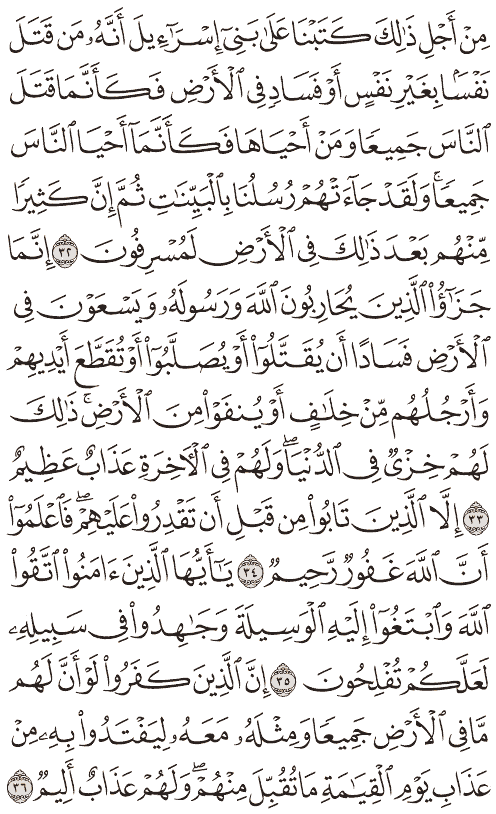 مِنْ أَجْلِ ذَٰلِكَ كَتَبْنَا عَلَىٰ بَنِىٓ إِسْرَٰٓءِيلَ أَنَّهُۥ مَن قَتَلَ
نَفْسًۢا بِغَيْرِ نَفْسٍ أَوْ فَسَادٍ فِى ٱلْأَرْضِ فَكَأَنَّمَا قَتَلَ
ٱلنَّاسَ جَمِيعًا وَمَنْ أَحْيَاهَا فَكَأَنَّمَآ أَحْيَا ٱلنَّاسَ
جَمِيعًا ۚ وَلَقَدْ جَآءَتْهُمْ رُسُلُنَا بِٱلْبَيِّنَٰتِ ثُمَّ إِنَّ كَثِيرًا
مِّنْهُم بَعْدَ ذَٰلِكَ فِى ٱلْأَرْضِ لَمُسْرِفُونَ ٣٢ إِنَّمَا
جَزَٰٓؤُا۟ ٱلَّذِينَ يُحَارِبُونَ ٱللَّهَ وَرَسُولَهُۥ وَيَسْعَوْنَ فِى
ٱلْأَرْضِ فَسَادًا أَن يُقَتَّلُوٓا۟ أَوْ يُصَلَّبُوٓا۟ أَوْ تُقَطَّعَ أَيْدِيهِمْ
وَأَرْجُلُهُم مِّنْ خِلَٰفٍ أَوْ يُنفَوْا۟ مِنَ ٱلْأَرْضِ ۚ ذَٰلِكَ
لَهُمْ خِزْىٌ فِى ٱلدُّنْيَا ۖ وَلَهُمْ فِى ٱلْءَاخِرَةِ عَذَابٌ عَظِيمٌ
٣٣ إِلَّا ٱلَّذِينَ تَابُوا۟ مِن قَبْلِ أَن تَقْدِرُوا۟ عَلَيْهِمْ ۖ فَٱعْلَمُوٓا۟
أَنَّ ٱللَّهَ غَفُورٌ رَّحِيمٌ ٣٤ يَٰٓأَيُّهَا ٱلَّذِينَ ءَامَنُوا۟ ٱتَّقُوا۟
ٱللَّهَ وَٱبْتَغُوٓا۟ إِلَيْهِ ٱلْوَسِيلَةَ وَجَٰهِدُوا۟ فِى سَبِيلِهِۦ
لَعَلَّكُمْ تُفْلِحُونَ ٣٥ إِنَّ ٱلَّذِينَ كَفَرُوا۟ لَوْ أَنَّ لَهُم
مَّا فِى ٱلْأَرْضِ جَمِيعًا وَمِثْلَهُۥ مَعَهُۥ لِيَفْتَدُوا۟ بِهِۦ مِنْ
عَذَابِ يَوْمِ ٱلْقِيَٰمَةِ مَا تُقُبِّلَ مِنْهُمْ ۖ وَلَهُمْ عَذَابٌ أَلِيمٌ ٣٦